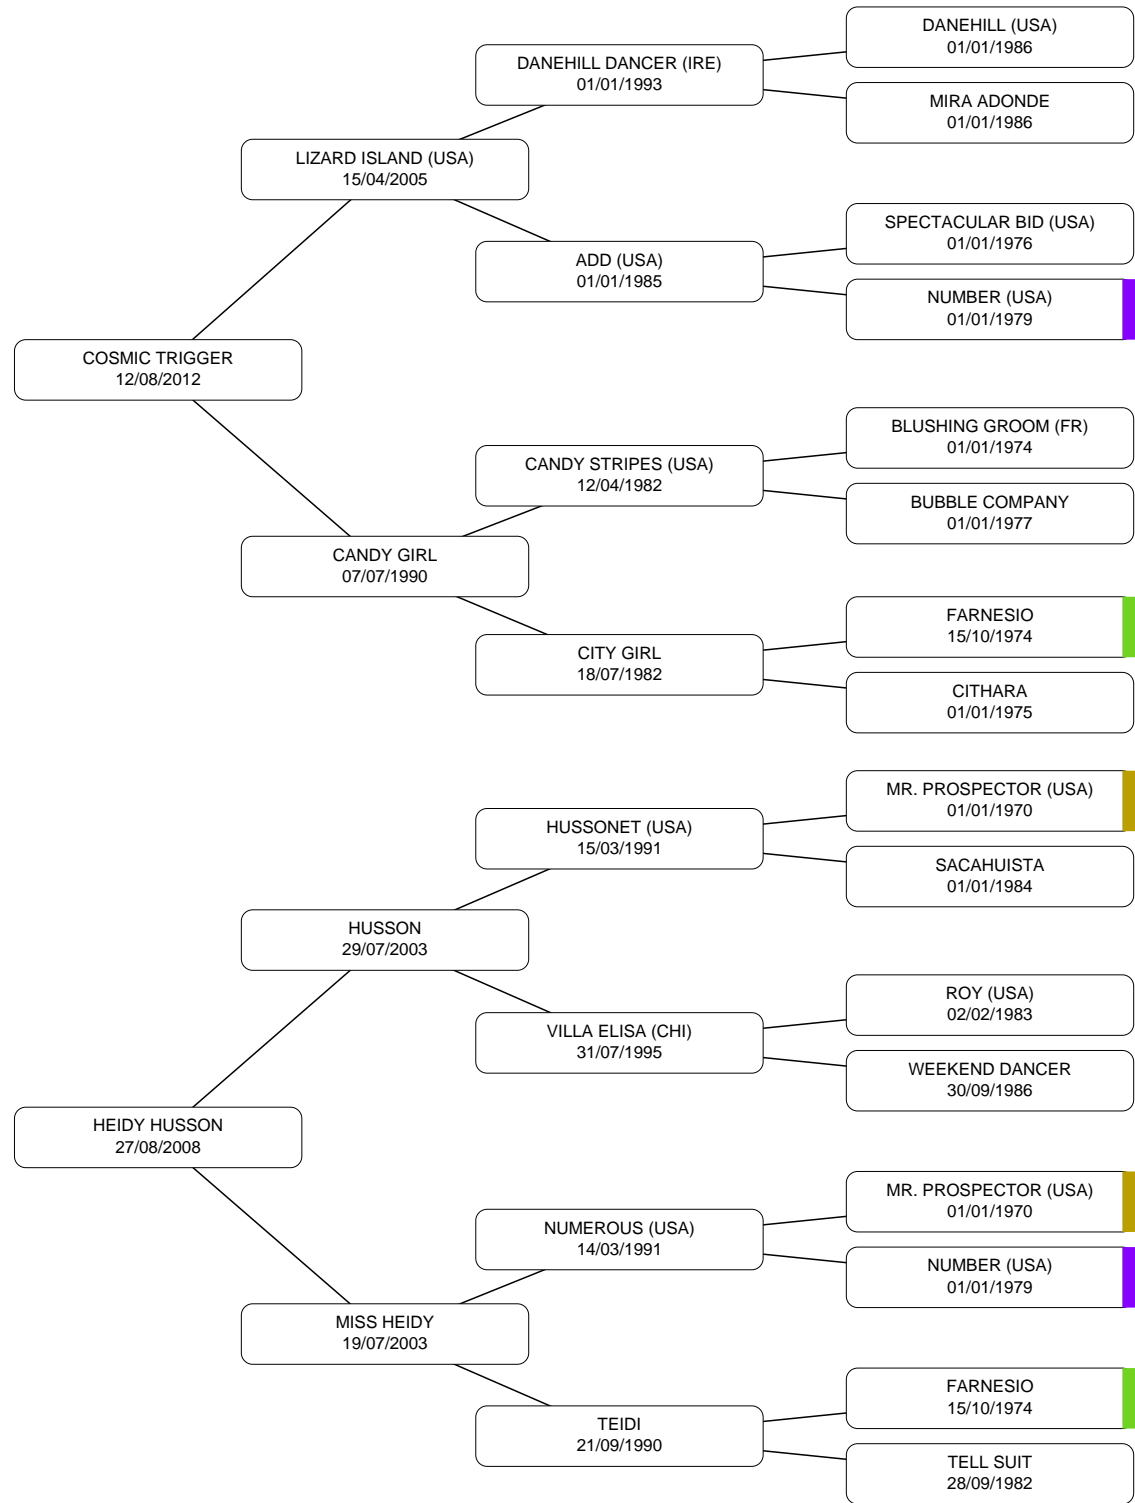 DANEHILL (USA)
01/01/1986
DANEHILL DANCER (IRE)
01/01/1993
MIRA ADONDE
01/01/1986
LIZARD ISLAND (USA)
15/04/2005
SPECTACULAR BID (USA)
01/01/1976
ADD (USA)
01/01/1985
NUMBER (USA)
01/01/1979
COSMIC TRIGGER
12/08/2012
BLUSHING GROOM (FR)
01/01/1974
CANDY STRIPES (USA)
12/04/1982
BUBBLE COMPANY
01/01/1977
CANDY GIRL
07/07/1990
FARNESIO
15/10/1974
CITY GIRL
18/07/1982
CITHARA
01/01/1975
MR. PROSPECTOR (USA)
01/01/1970
HUSSONET (USA)
15/03/1991
SACAHUISTA
01/01/1984
HUSSON
29/07/2003
ROY (USA)
02/02/1983
VILLA ELISA (CHI)
31/07/1995
WEEKEND DANCER
30/09/1986
HEIDY HUSSON
27/08/2008
MR. PROSPECTOR (USA)
01/01/1970
NUMEROUS (USA)
14/03/1991
NUMBER (USA)
01/01/1979
MISS HEIDY
19/07/2003
FARNESIO
15/10/1974
TEIDI
21/09/1990
TELL SUIT
28/09/1982